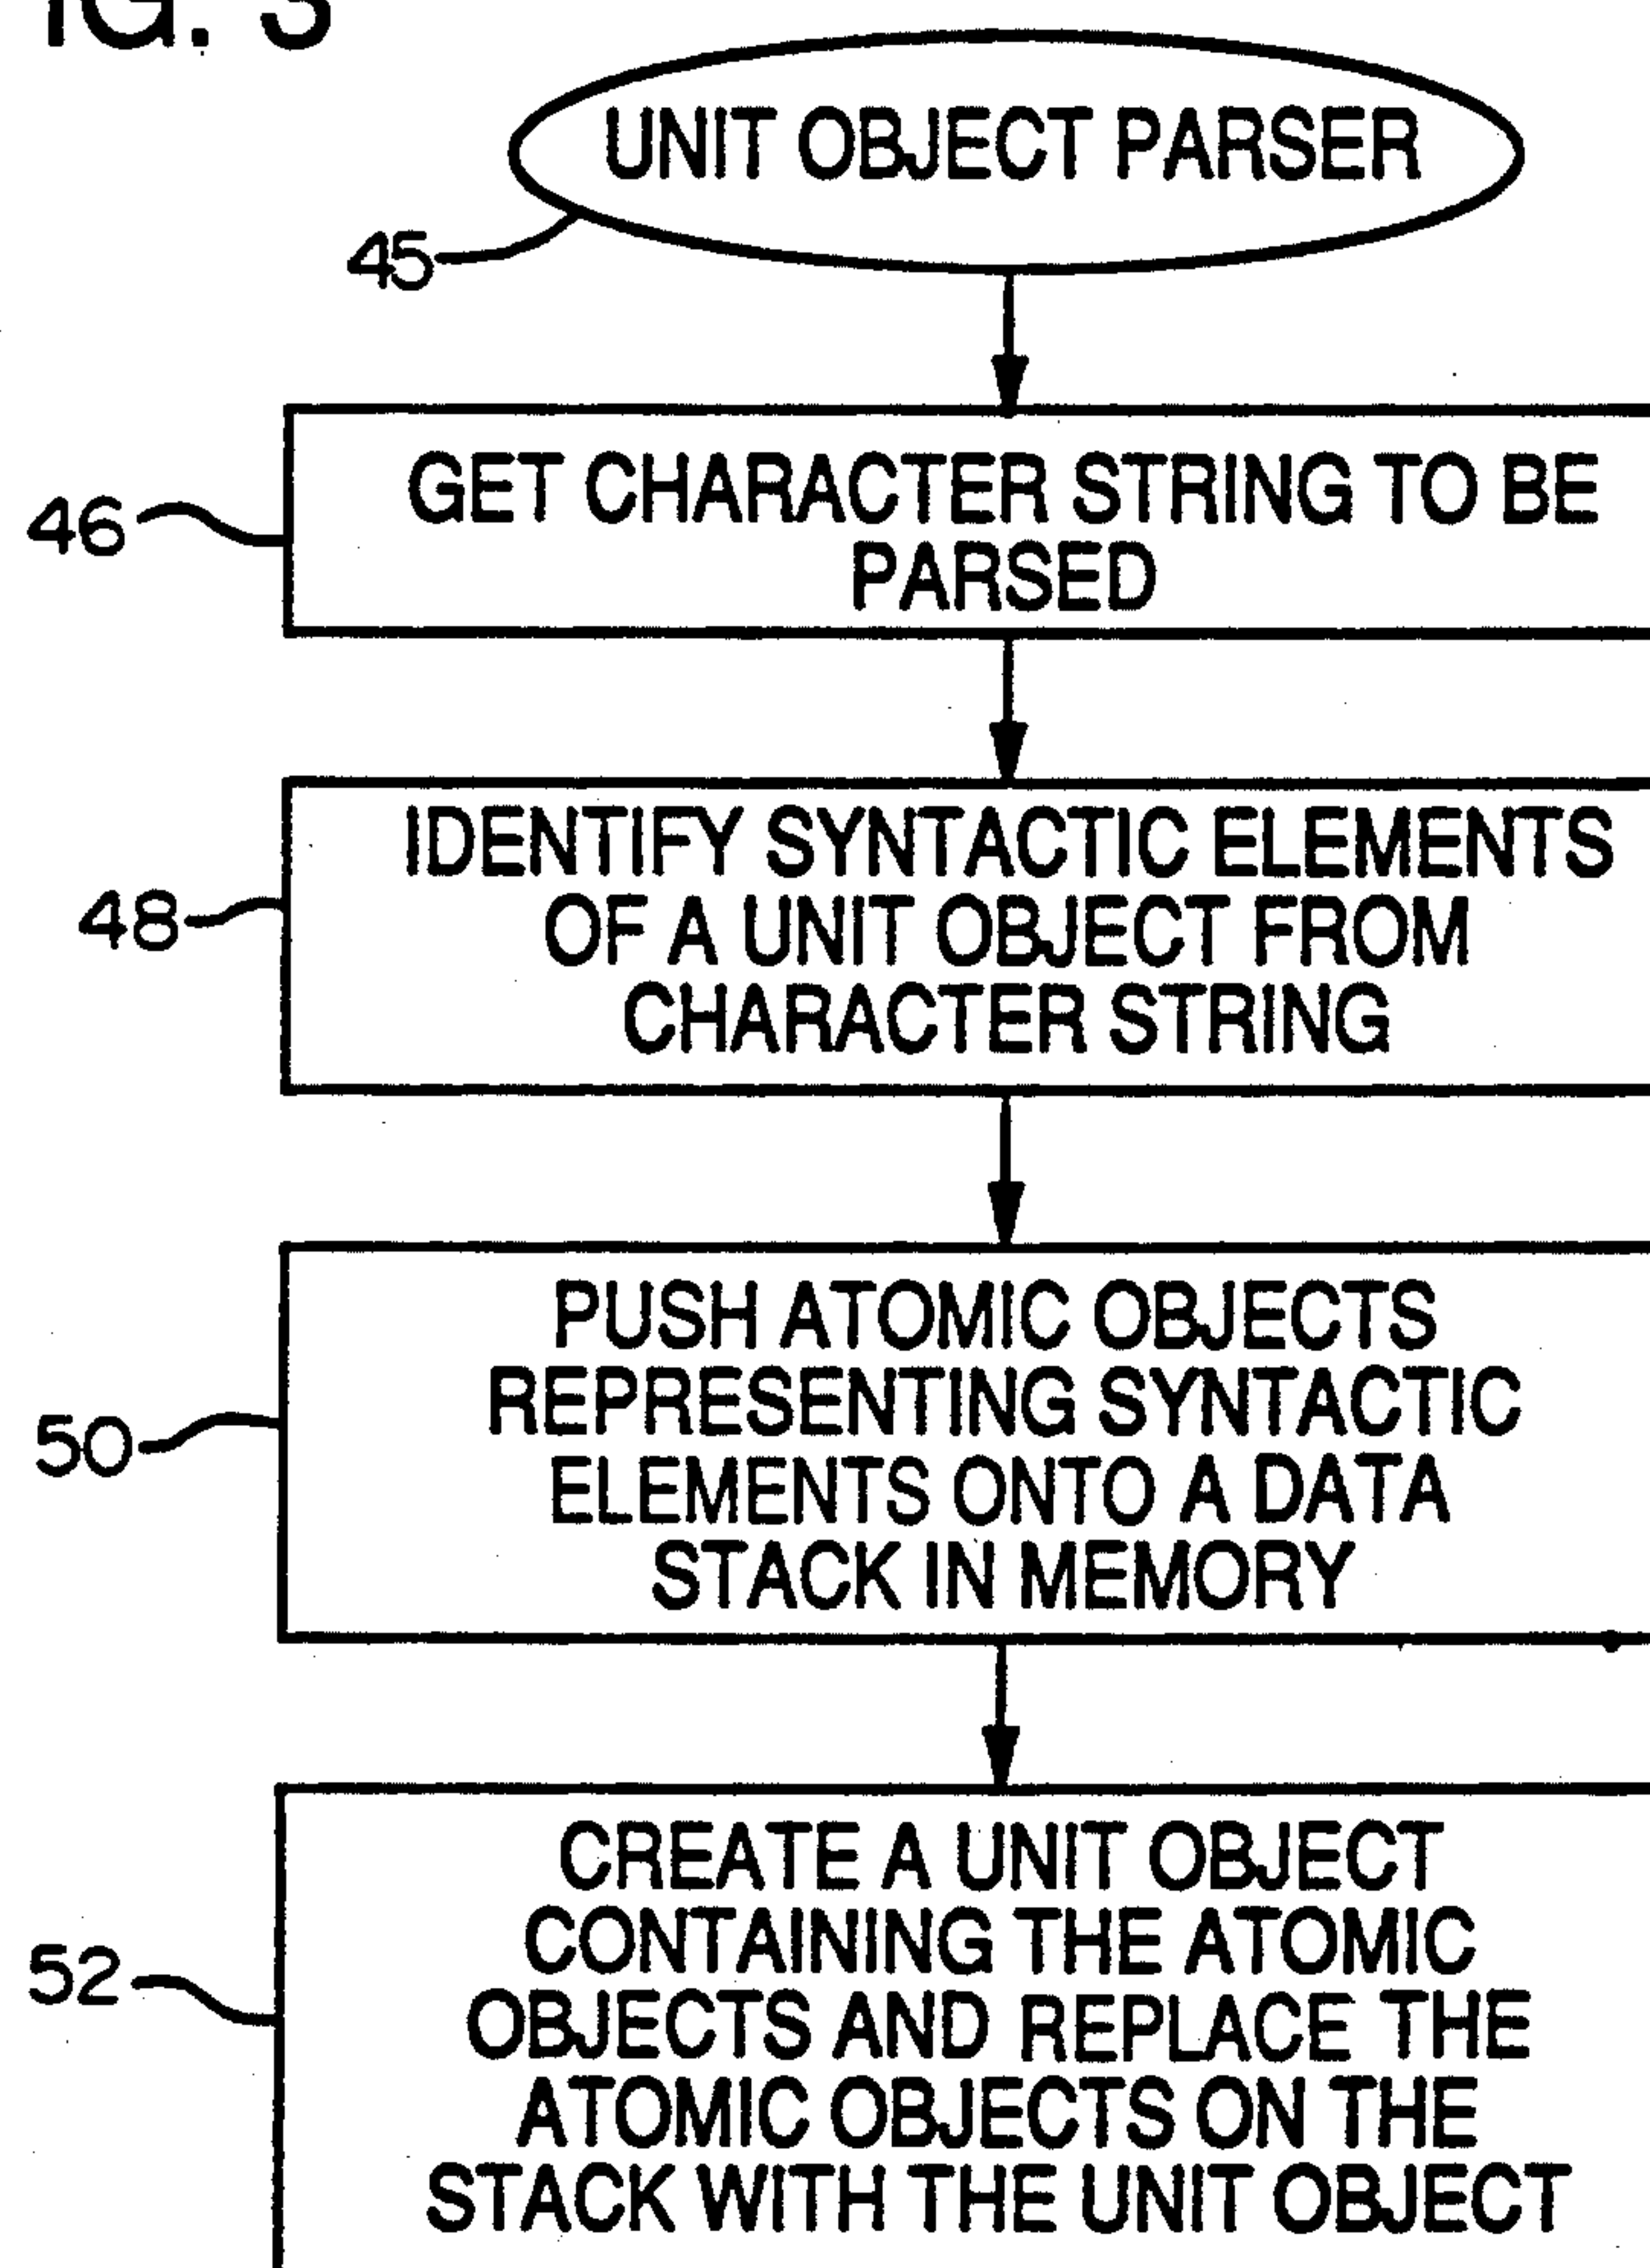 FIG. 3
UNIT OBJECT PARSER
45
GET CHARACTER STRING TO BE
PARSED
46
IDENTIFY SYNTACTIC ELEMENTS
OF A UNIT OBJECT FROM
CHARACTER STRING
48
PUSH ATOMIC OBJECTS
REPRESENTING SYNTACTIC
ELEMENTS ONTO A DATA
STACK IN MEMORY
50
CREATE A UNIT OBJECT
CONTAINING THE ATOMIC
OBJECTS AND REPLACE THE
ATOMIC OBJECTS ON THE
STACK WITH THE UNIT OBJECT
52